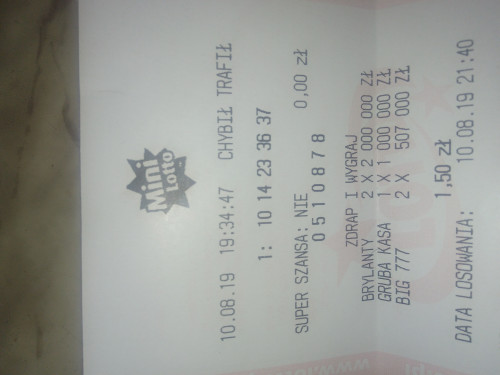 Mini
Lotto
10.08.19 19:34:47 CHYBIŁ TRAFIŁ
1: 10 14 23 36 37
SUPER SZANSA: NIE 0,00 zł
0 5 1 0 8 7 8
ZDRAP I WYGRAJ
BRYLANTY 2 X 2 000 000 ZŁ
GRUBA KASA 1 X 1 000 000 ZŁ
BIG 777 2 X 507 000 ZŁ
1,50 zł
DATA LOSOWANIA: 10.08.19 21:40